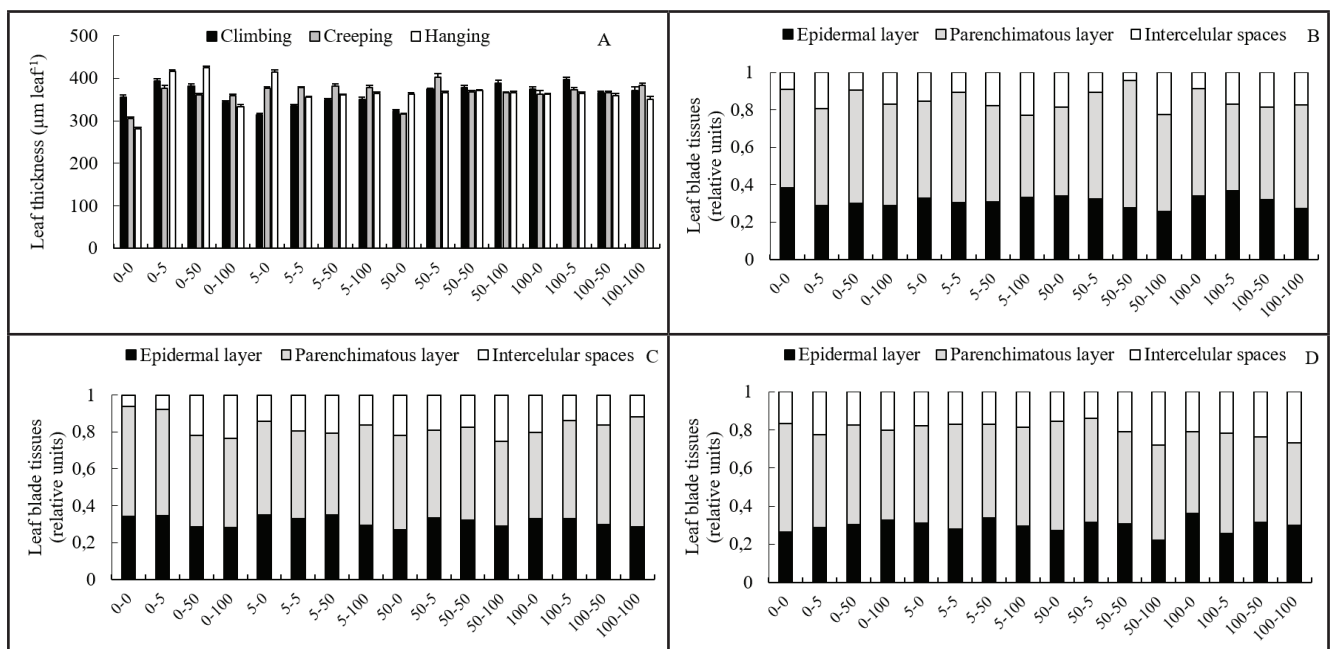 Climbing Creeping Hanging A
Leaf thickness (µm leaf⁻¹)
500
400
300
200
100
0
0-0 0-5 0-50 0-100 5-0 5-5 5-50 5-100 50-0 50-5 50-50 50-100 100-0 100-5 100-50 100-100
Epidermal layer Parenchimatous layer Intercelular spaces B
Leaf blade tissues
(relative units)
1
0,8
0,6
0,4
0,2
0
0-0 0-5 0-50 0-100 5-0 5-5 5-50 5-100 50-0 50-5 50-50 50-100 100-0 100-5 100-50 100-100
Epidermal layer Parenchimatous layer Intercelular spaces C
Leaf blade tissues
(relative units)
1
0,8
0,6
0,4
0,2
0
0-0 0-5 0-50 0-100 5-0 5-5 5-50 5-100 50-0 50-5 50-50 50-100 100-0 100-5 100-50 100-100
Epidermal layer Parenchimatous layer Intercelular spaces D
Leaf blade tissues
(relative units)
1
0,8
0,6
0,4
0,2
0
0-0 0-5 0-50 0-100 5-0 5-5 5-50 5-100 50-0 50-5 50-50 50-100 100-0 100-5 100-50 100-100